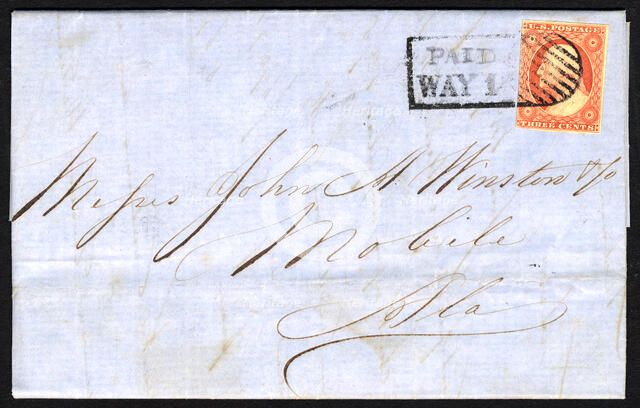 U.S. POSTAGE
PAID
WAY 1
THREE CENTS
Messrs John A. Winston & Co
Mobile
Ala